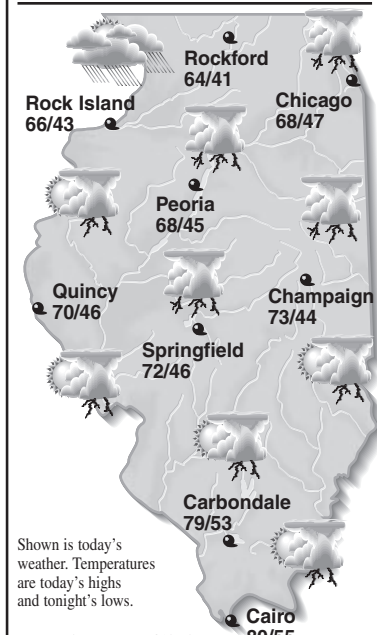 Rockford
64/41
Rock Island
66/43
Chicago
68/47
Peoria
68/45
Quincy
70/46
Champaign
73/44
Springfield
72/46
Carbondale
79/53
Shown is today's
weather. Temperatures
are today's highs
and tonight's lows.
Cairo